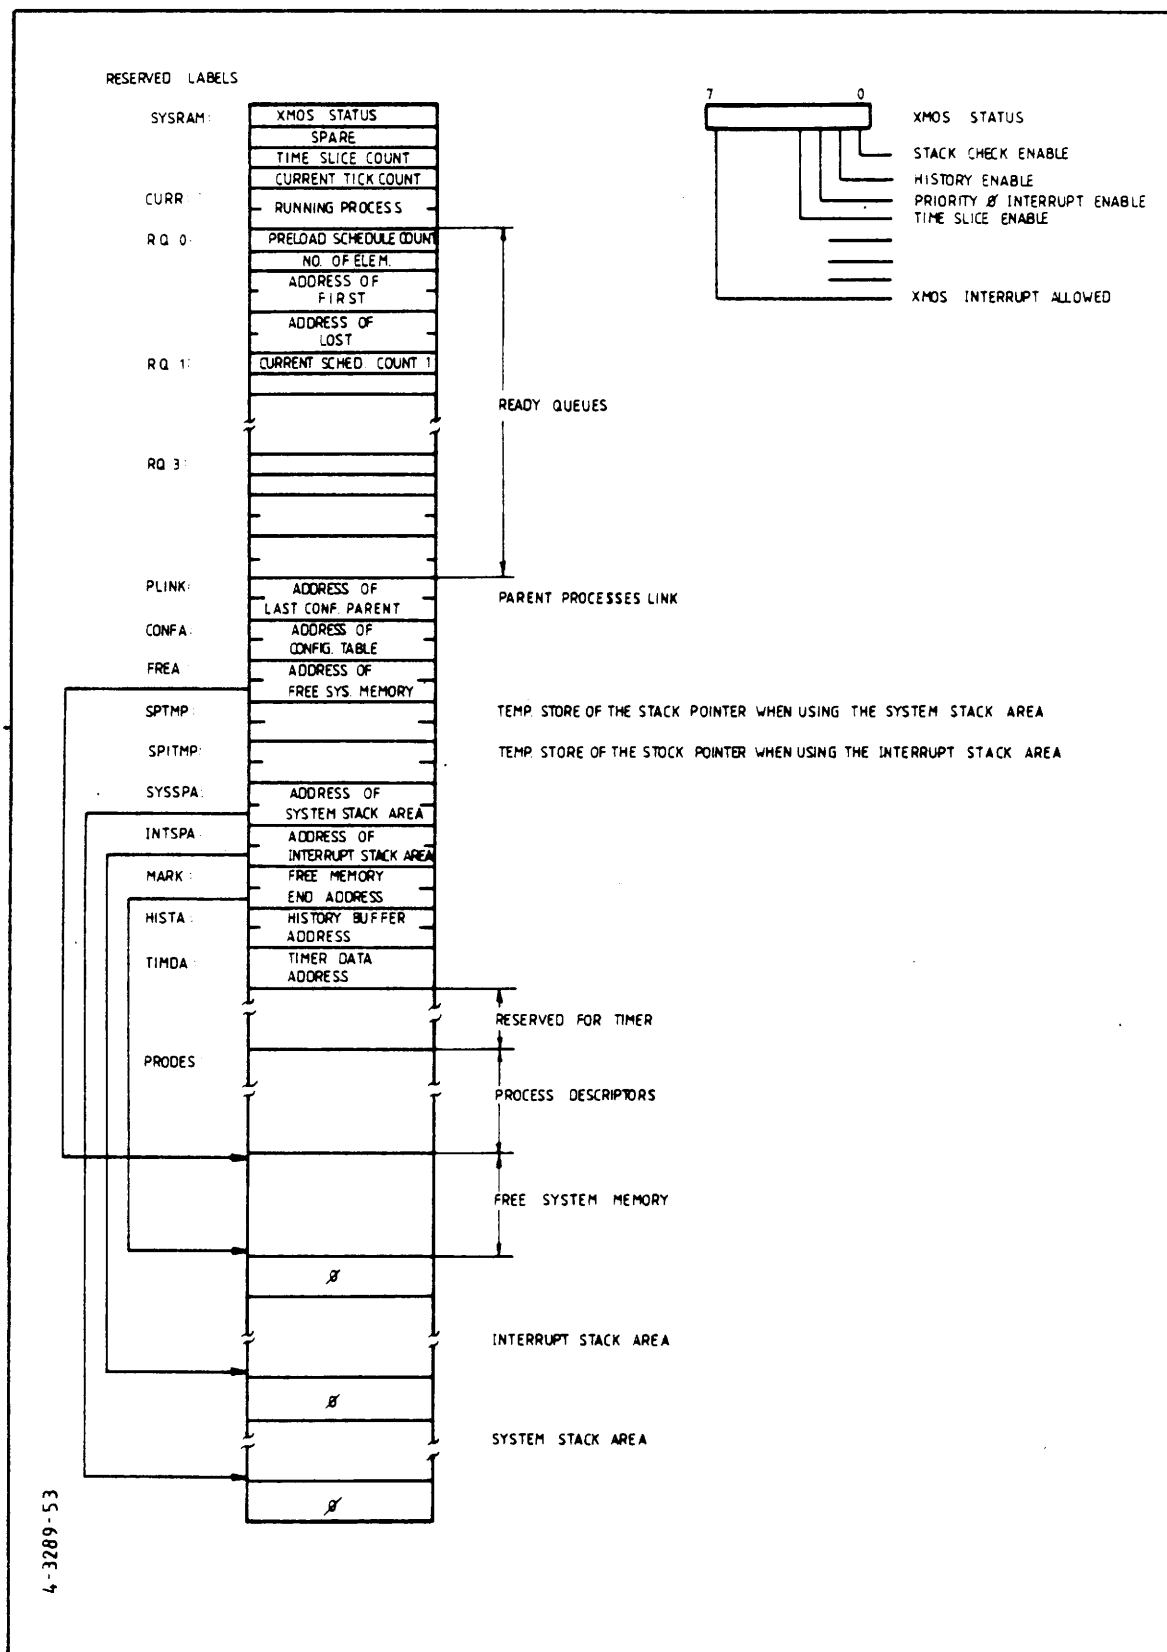 RESERVED LABELS
SYSRAM:
XMOS STATUS
SPARE
TIME SLICE COUNT
CURRENT TICK COUNT
CURR:
RUNNING PROCESS
RQ 0:
PRELOAD SCHEDULE COUNT
NO. OF ELEM.
ADDRESS OF
FIRST
ADDRESS OF
LOST
RQ 1:
CURRENT SCHED. COUNT 1
READY QUEUES
RQ 3:
PLINK:
ADDRESS OF
LAST CONF. PARENT
PARENT PROCESSES LINK
CONFA:
ADDRESS OF
CONFIG. TABLE
FREA:
ADDRESS OF
FREE SYS. MEMORY
SPTMP:
TEMP. STORE OF THE STACK POINTER WHEN USING THE SYSTEM STACK AREA
SPITMP:
TEMP. STORE OF THE STOCK POINTER WHEN USING THE INTERRUPT STACK AREA
SYSSPA:
ADDRESS OF
SYSTEM STACK AREA
INTSPA:
ADDRESS OF
INTERRUPT STACK AREA
MARK:
FREE MEMORY
END ADDRESS
HISTA:
HISTORY BUFFER
ADDRESS
TIMDA:
TIMER DATA
ADDRESS
RESERVED FOR TIMER
PRODES
PROCESS DESCRIPTORS
FREE SYSTEM MEMORY
Ø
INTERRUPT STACK AREA
Ø
SYSTEM STACK AREA
Ø
7 0
XMOS STATUS
STACK CHECK ENABLE
HISTORY ENABLE
PRIORITY Ø INTERRUPT ENABLE
TIME SLICE ENABLE
XMOS INTERRUPT ALLOWED
4-3289-53